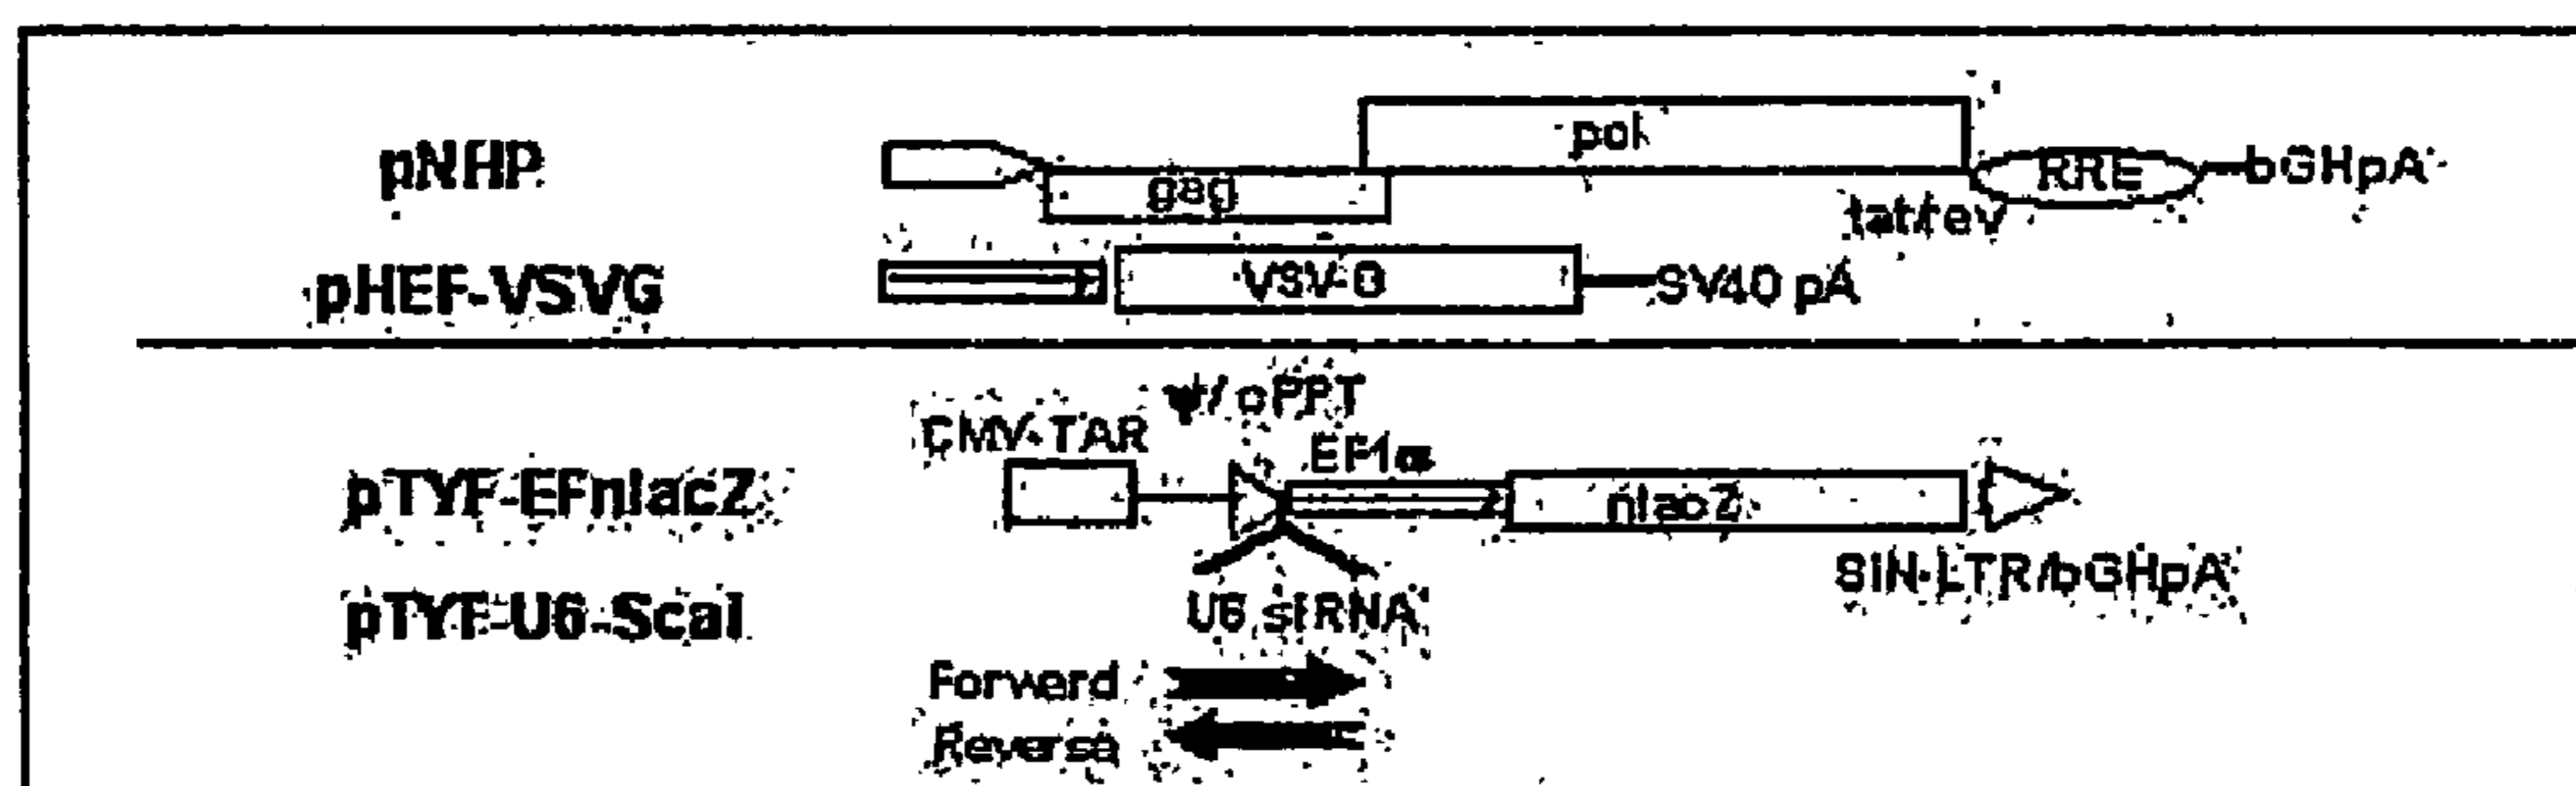 pNHP
pol
gag
RRE
bGHpA
tat/rev
pHEF-VSVG
VSV-G
SV40 pA
ψ/ cPPT
CMV-TAR
EF1α
pTYF-EFnlacZ
nlacZ
SIN-LTR/bGHpA
pTYF-U6-ScaI
U6 siRNA
Forward
Reverse